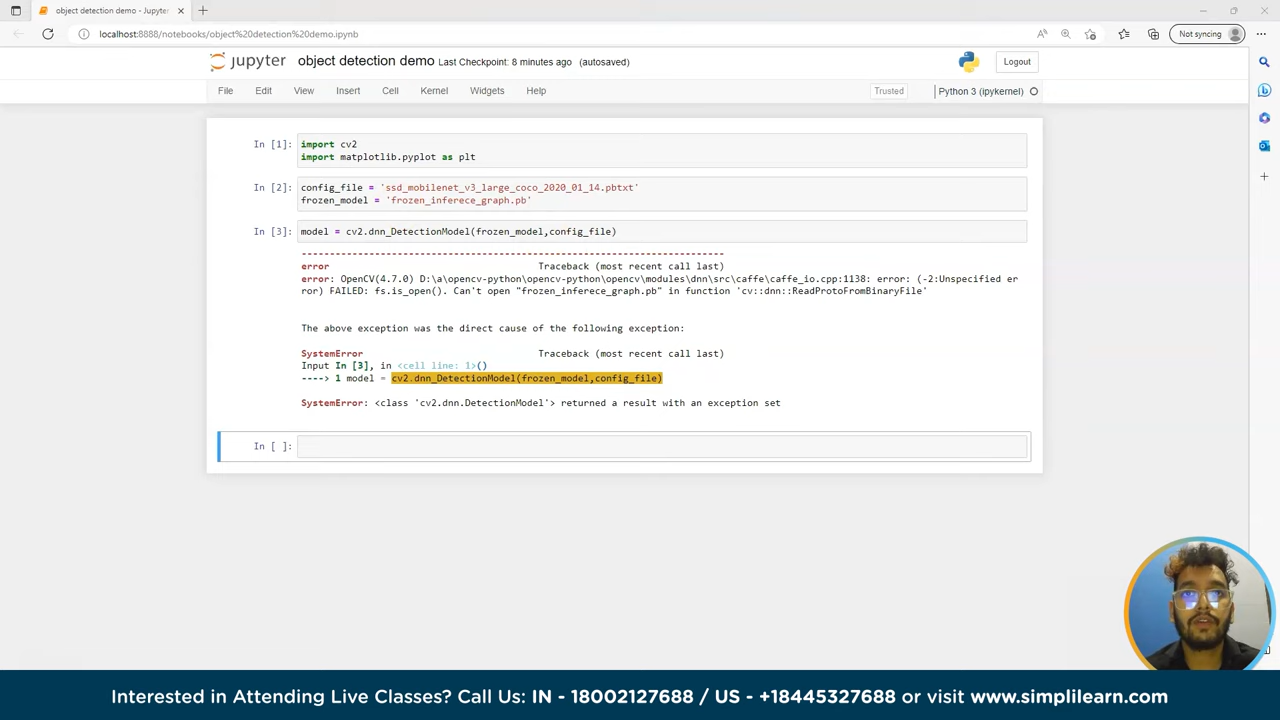 object detection demo - Jupyter
localhost:8888/notebooks/object%20detection%20demo.ipynb
Not syncing
jupyter object detection demo Last Checkpoint: 8 minutes ago (autosaved)
Logout
File Edit View Insert Cell Kernel Widgets Help
Trusted
Python 3 (ipykernel)
In [1]: import cv2
import matplotlib.pyplot as plt
In [2]: config_file = 'ssd_mobilenet_v3_large_coco_2020_01_14.pbtxt'
frozen_model = 'frozen_inferece_graph.pb'
In [3]: model = cv2.dnn_DetectionModel(frozen_model,config_file)
---------------------------------------------------------------------------
error Traceback (most recent call last)
error: OpenCV(4.7.0) D:\a\opencv-python\opencv-python\opencv\modules\dnn\src\caffe\caffe_io.cpp:1138: error: (-2:Unspecified er
ror) FAILED: fs.is_open(). Can't open "frozen_inferece_graph.pb" in function 'cv::dnn::ReadProtoFromBinaryFile'
The above exception was the direct cause of the following exception:
SystemError Traceback (most recent call last)
Input In [3], in <cell line: 1>()
----> 1 model = cv2.dnn_DetectionModel(frozen_model,config_file)
SystemError: <class 'cv2.dnn.DetectionModel'> returned a result with an exception set
In [ ]:
Interested in Attending Live Classes? Call Us: IN - 18002127688 / US - +18445327688 or visit www.simplilearn.com